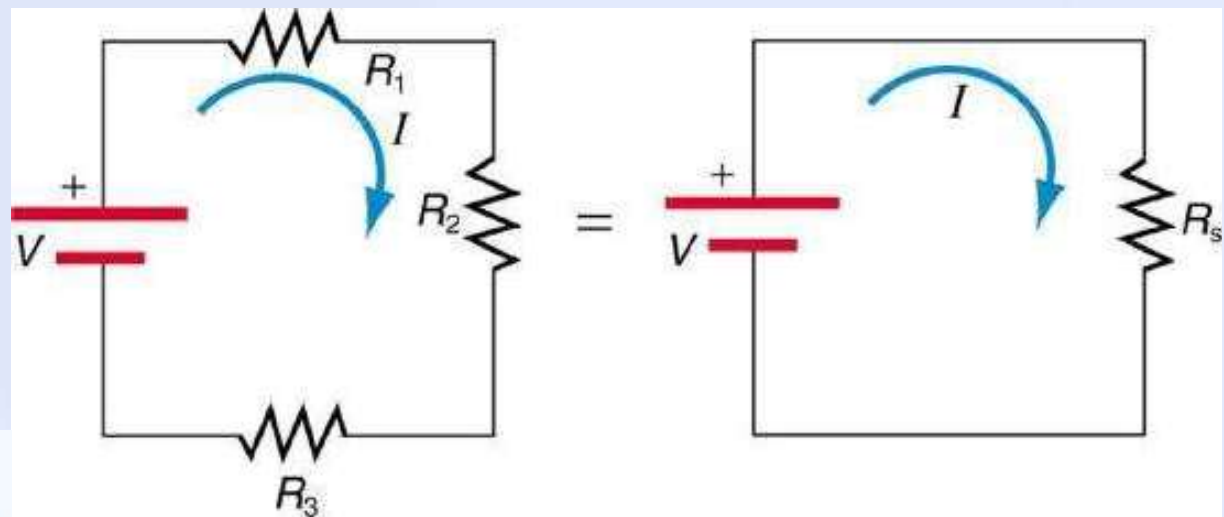 R1
I
+
V
R2
R3
=
I
+
V
Rs